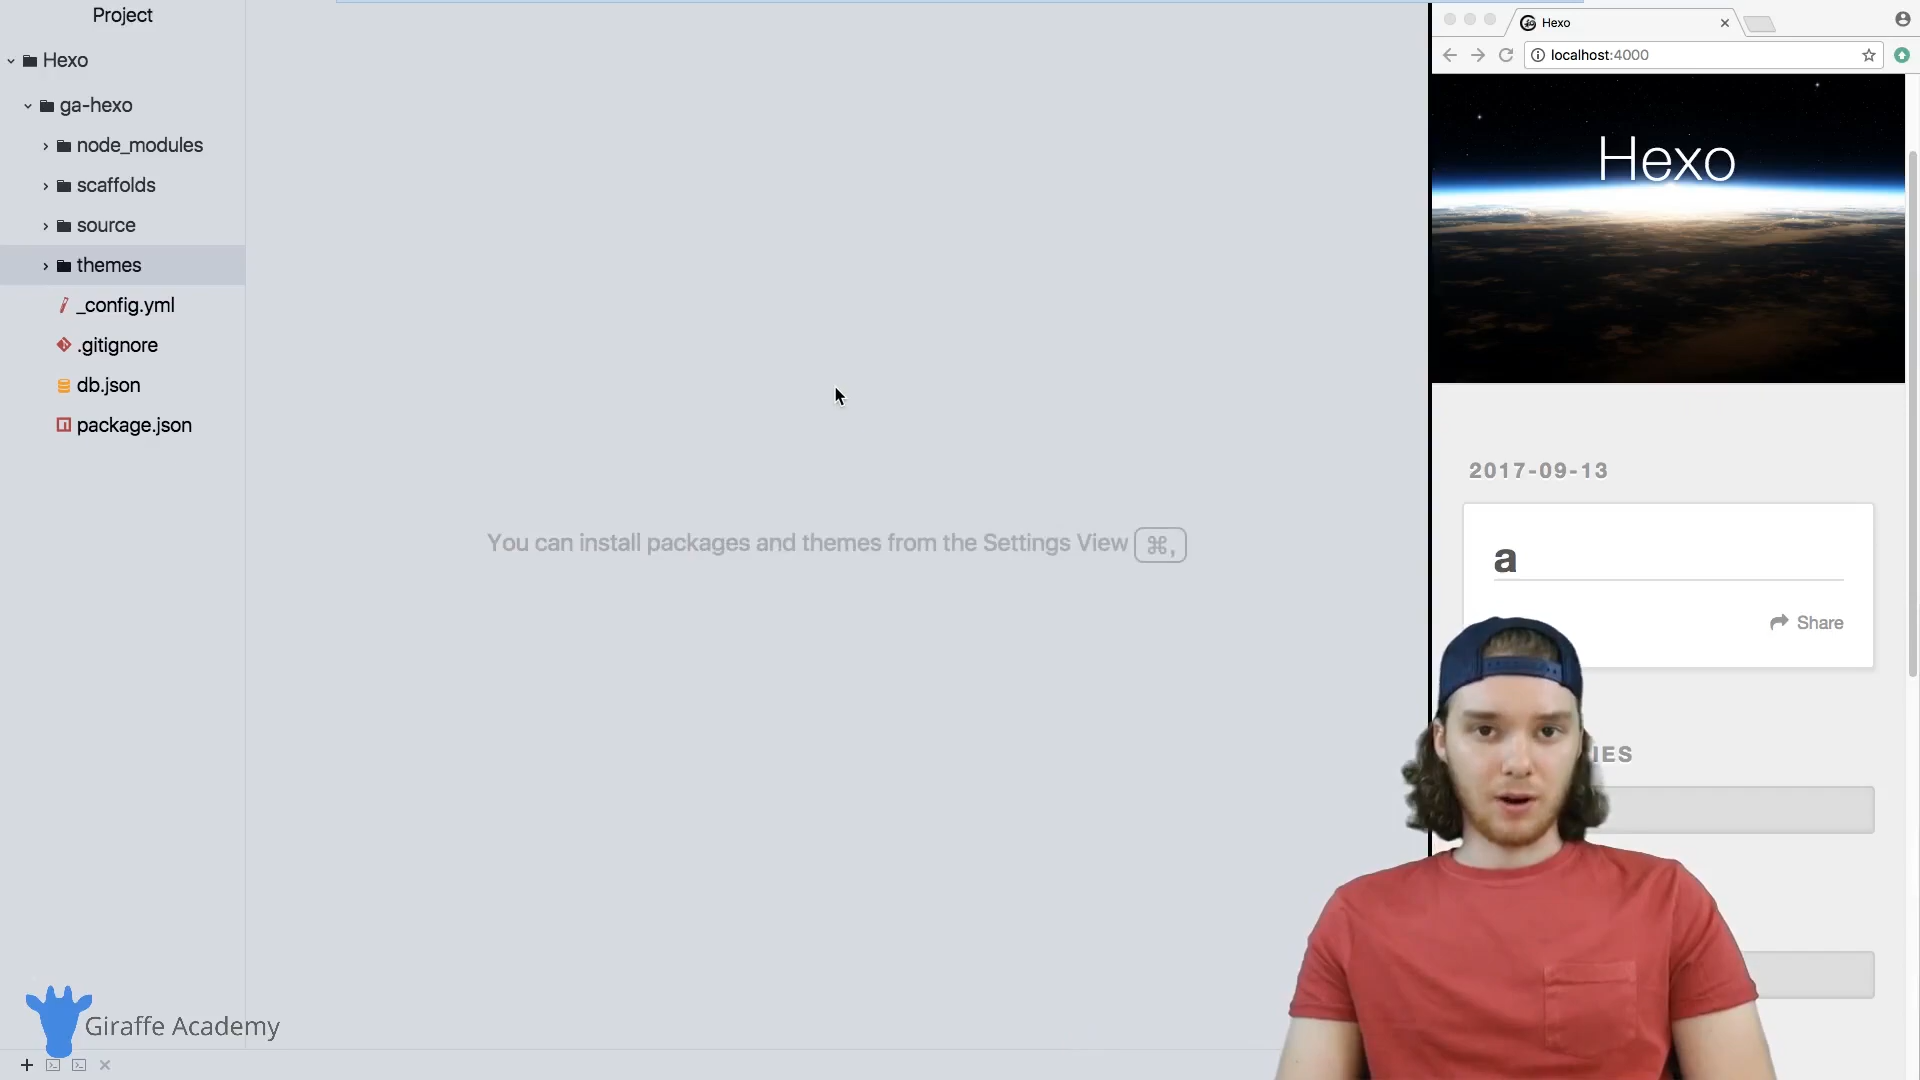 Project
Hexo
ga-hexo
node_modules
scaffolds
source
themes
_config.yml
.gitignore
db.json
package.json
You can install packages and themes from the Settings View ⌘,
Giraffe Academy
Hexo
localhost:4000
Hexo
2017-09-13
a
Share
IES